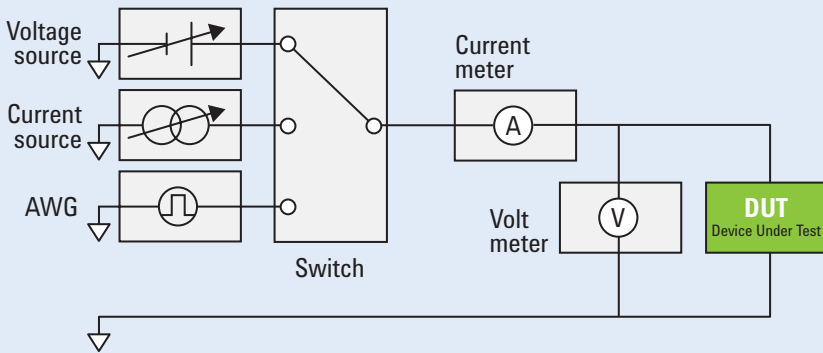 Voltage
source
Current
source
AWG
Switch
Current
meter
A
Volt
meter
V
DUT
Device Under Test